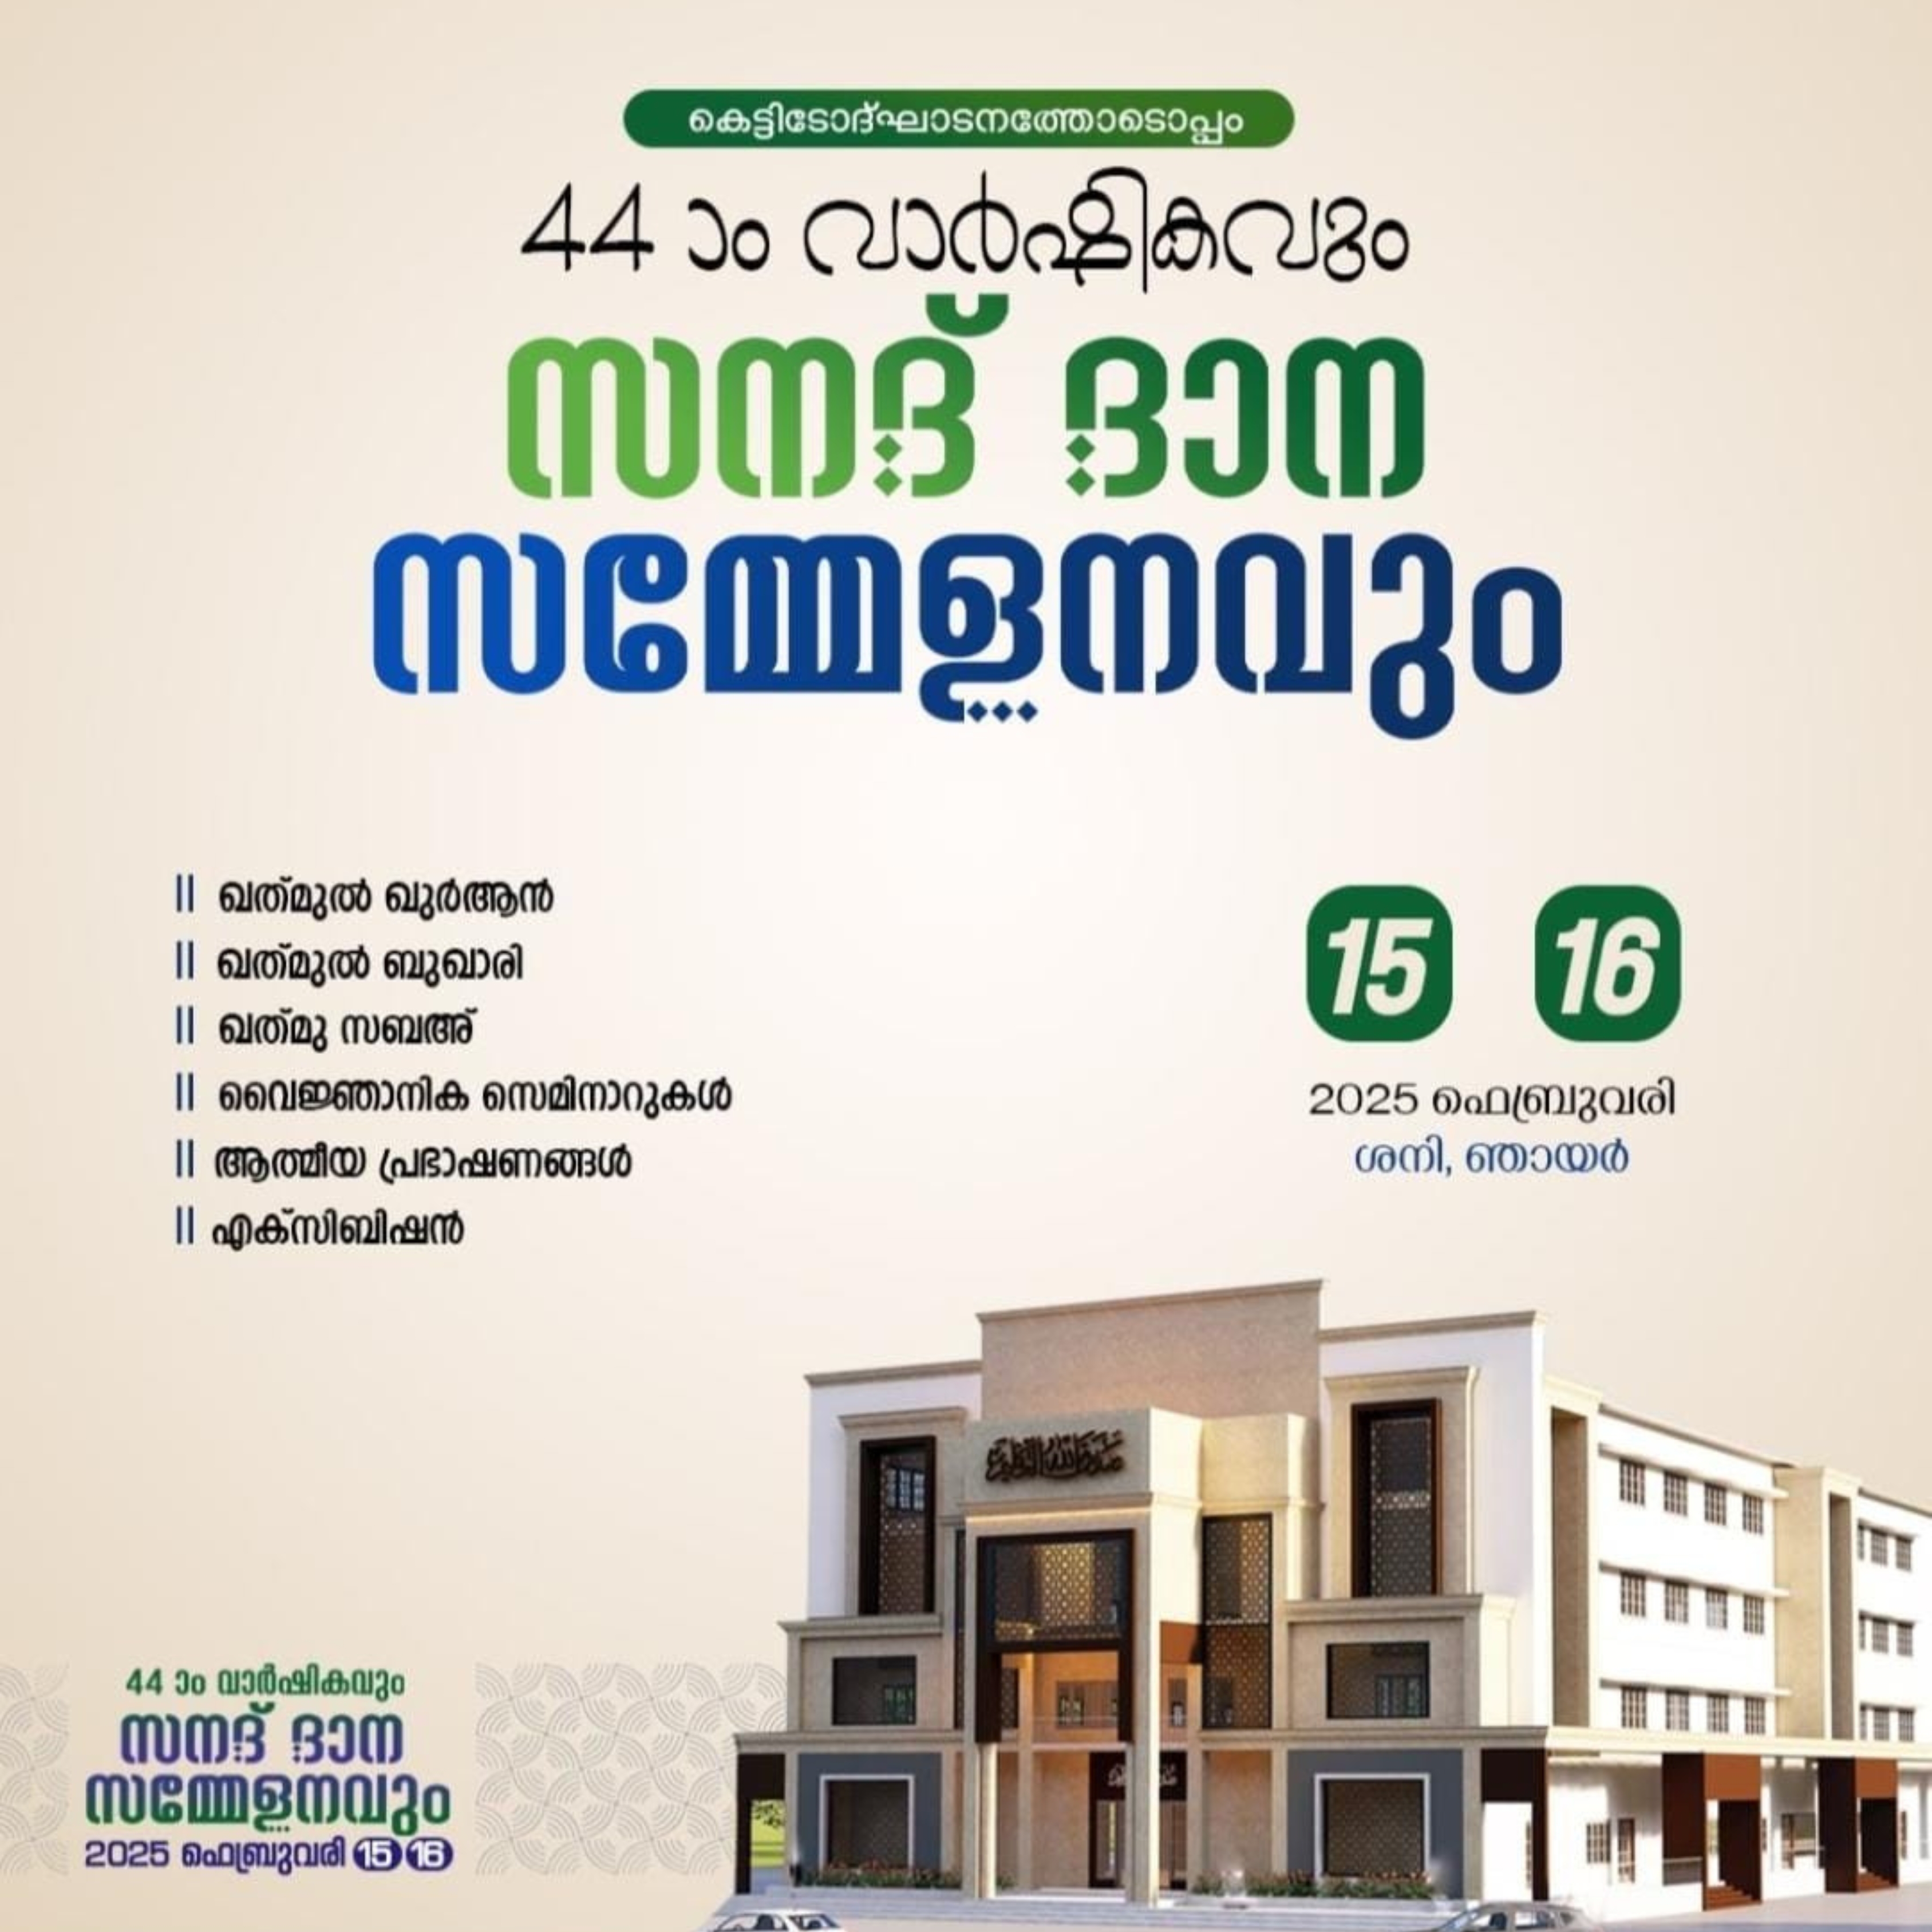 കെട്ടിടോദ്ഘാടനത്തോടൊപ്പം
44 ാം വാർഷികവും
സനദ് ദാന
സമ്മേളനവും
ഖത്മുൽ ഖുർആൻ
ഖത്മുൽ ബുഖാരി
ഖത്മു സബഅ്
വൈജ്ഞാനിക സെമിനാറുകൾ
ആത്മീയ പ്രഭാഷണങ്ങൾ
എക്സിബിഷൻ
15 16
2025 ഫെബ്രുവരി
ശനി, ഞായർ
44 ാം വാർഷികവും
സനദ് ദാന
സമ്മേളനവും
2025 ഫെബ്രുവരി 15 16